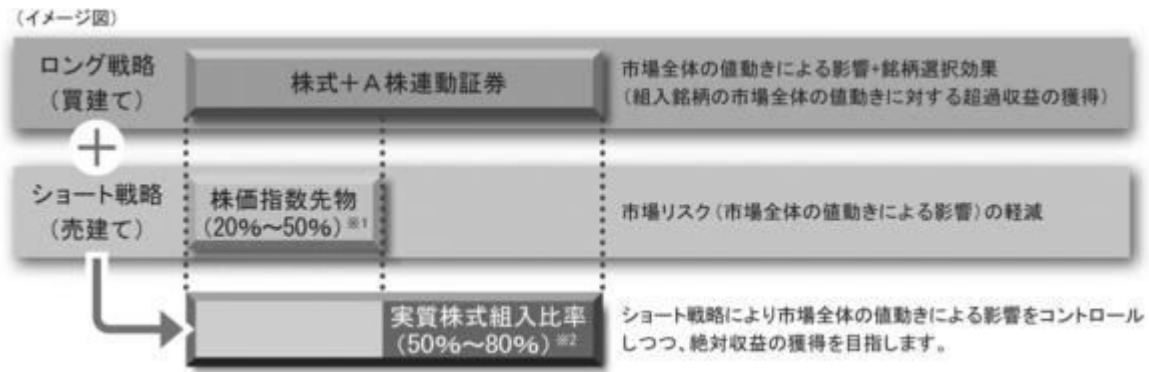 (イメージ図)
ロング戦略
(買建て)
株式+A株連動証券
市場全体の値動きによる影響+銘柄選択効果
(組入銘柄の市場全体の値動きに対する超過収益の獲得)
+
ショート戦略
(売建て)
株価指数先物
(20%~50%)※1
市場リスク(市場全体の値動きによる影響)の軽減
実質株式組入比率
(50%~80%)※2
ショート戦略により市場全体の値動きによる影響をコントロール
しつつ、絶対収益の獲得を目指します。